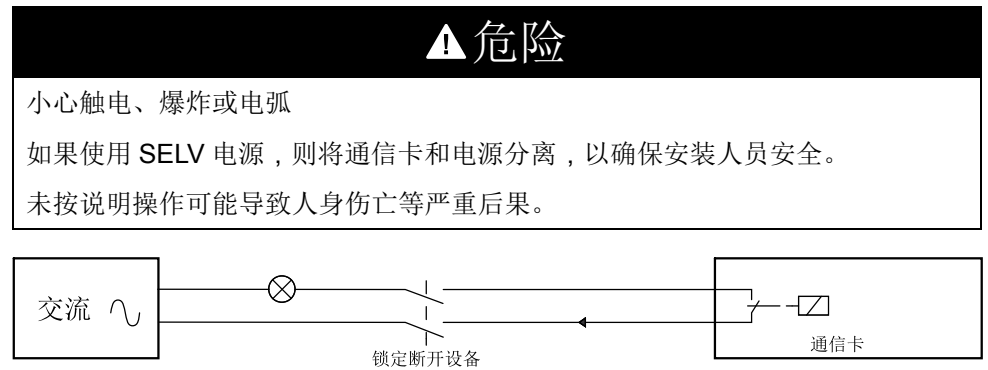 危险
小心触电、爆炸或电弧
如果使用 SELV 电源，则将通信卡和电源分离，以确保安装人员安全。
未按说明操作可能导致人身伤亡等严重后果。
交流
通信卡
锁定断开设备